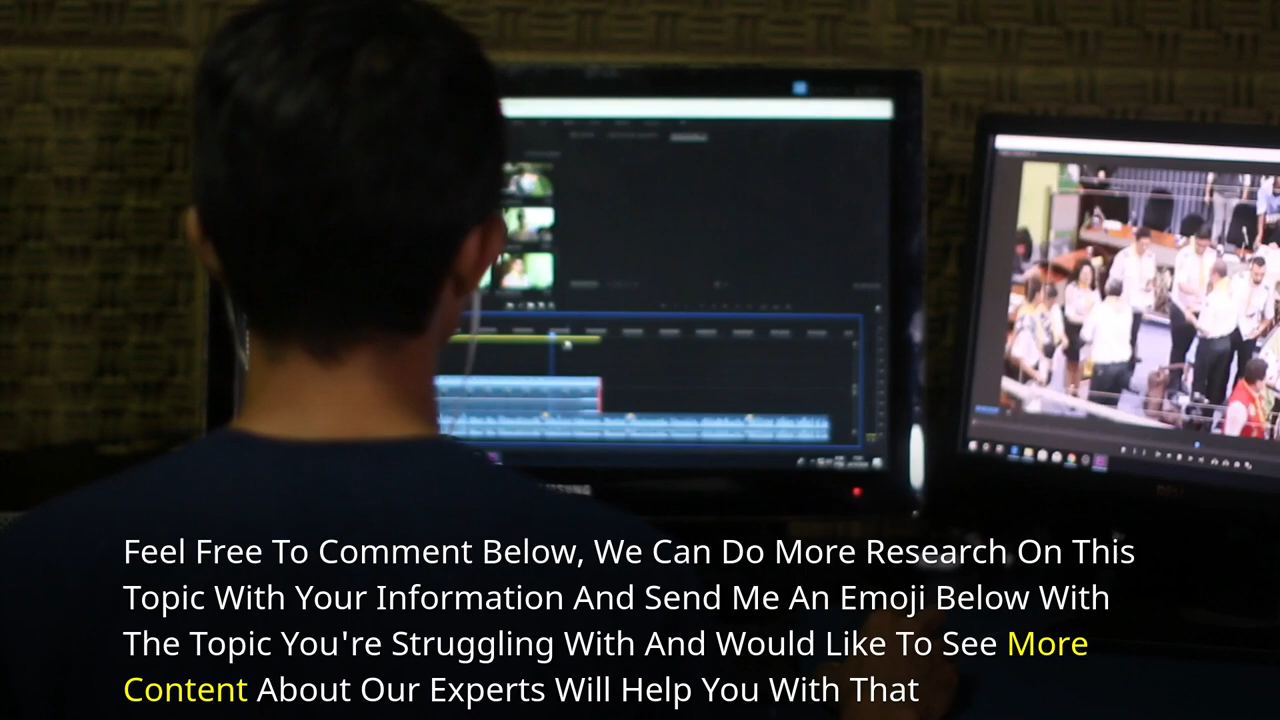 Feel Free To Comment Below, We Can Do More Research On This
Topic With Your Information And Send Me An Emoji Below With
The Topic You're Struggling With And Would Like To See More
Content About Our Experts Will Help You With That